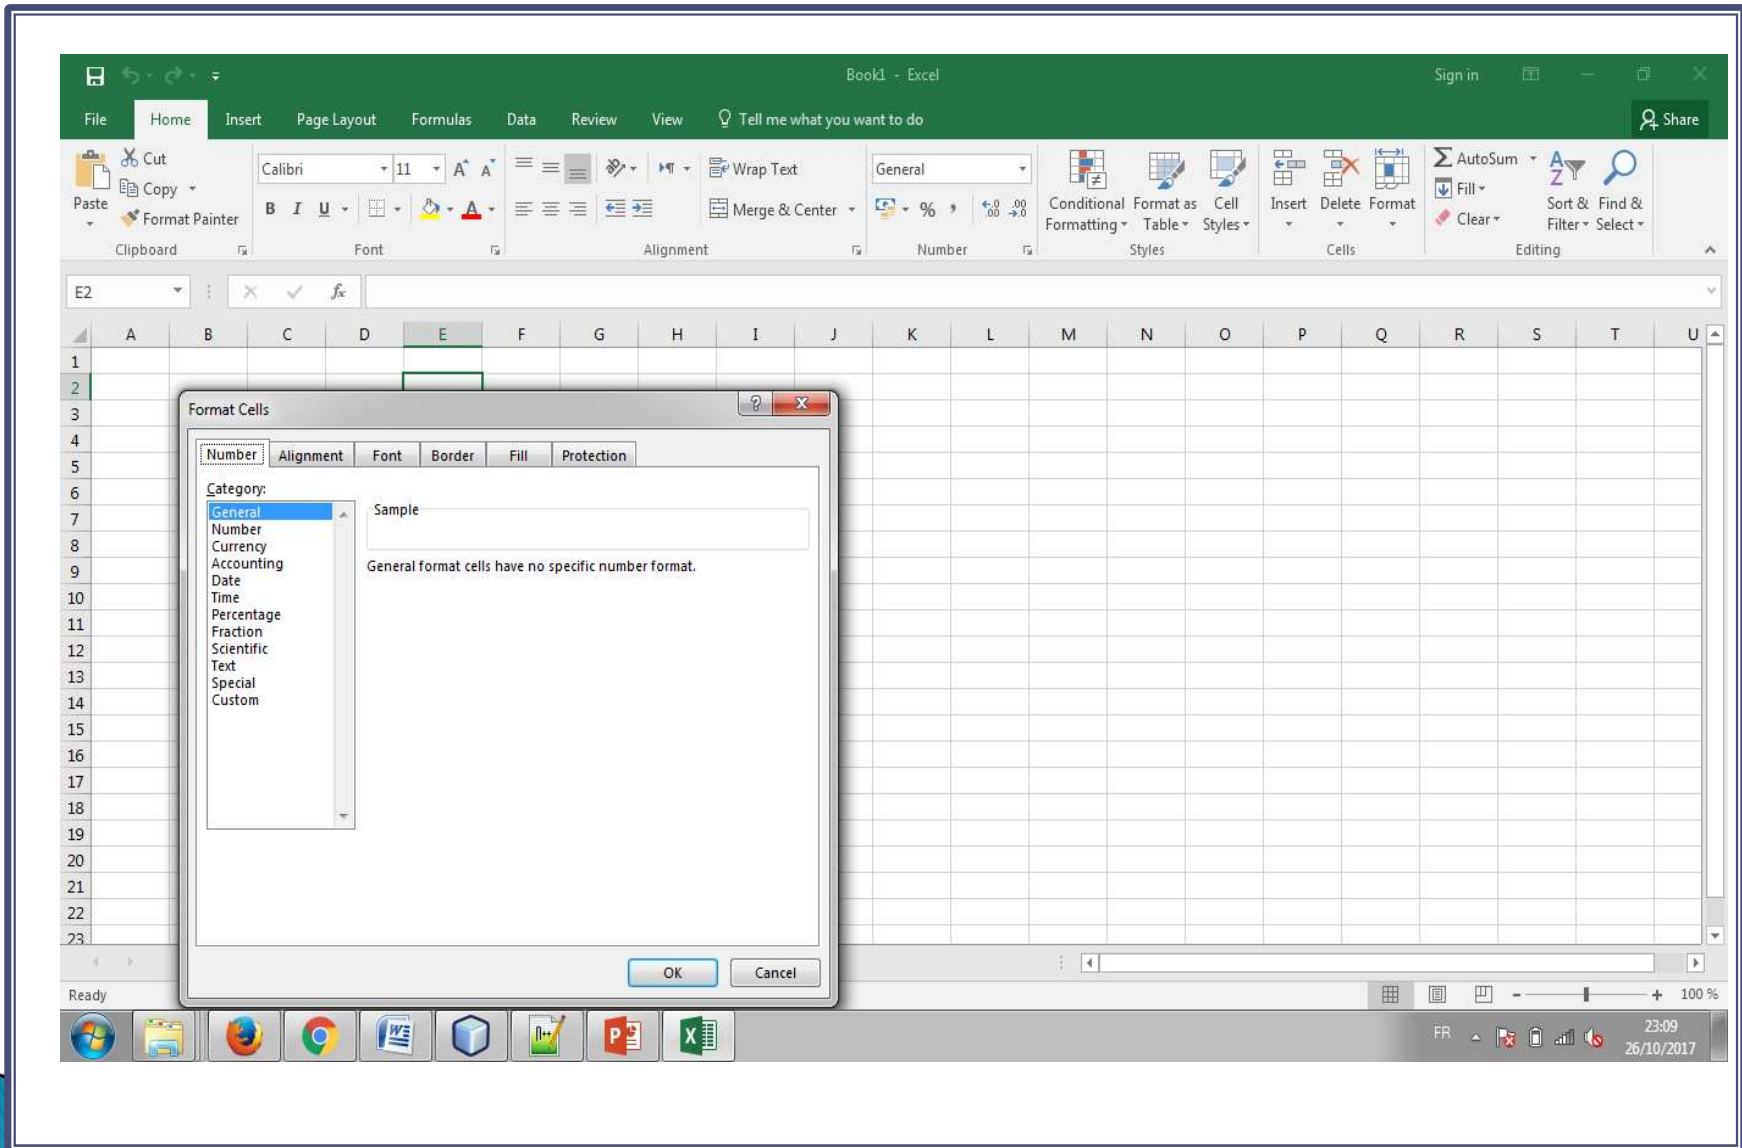 Book1 - Excel
Sign in
File Home Insert Page Layout Formulas Data Review View Tell me what you want to do Share
Paste
Cut
Copy
Format Painter
Clipboard
Calibri 11 A A
B I U A
Font
Wrap Text
Merge & Center
Alignment
General
% , .0 .00 .00 .0
Number
Conditional Formatting
Format as Table
Cell Styles
Styles
Insert Delete Format
Cells
AutoSum
Fill
Clear
Sort & Filter
Find & Select
Editing
E2 fx
A B C D E F G H I J K L M N O P Q R S T U
1
2
3
4
5
6
7
8
9
10
11
12
13
14
15
16
17
18
19
20
21
22
23
Format Cells ?
Number Alignment Font Border Fill Protection
Category:
General
Number
Currency
Accounting
Date
Time
Percentage
Fraction
Scientific
Text
Special
Custom
Sample
General format cells have no specific number format.
OK Cancel
Ready 100 %
FR 23:09
26/10/2017